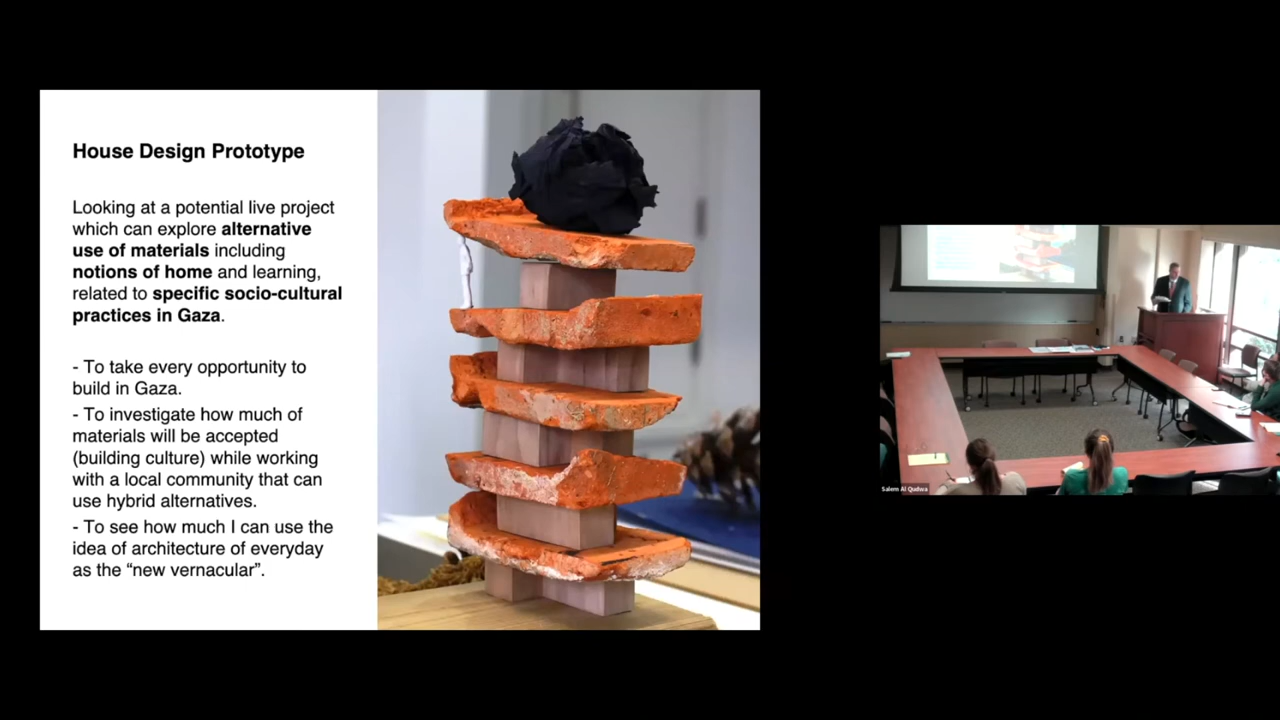 House Design Prototype
Looking at a potential live project
which can explore alternative
use of materials including
notions of home and learning,
related to specific socio-cultural
practices in Gaza.
- To take every opportunity to
build in Gaza.
- To investigate how much of
materials will be accepted
(building culture) while working
with a local community that can
use hybrid alternatives.
- To see how much I can use the
idea of architecture of everyday
as the “new vernacular”.
Salem Al Qudwa